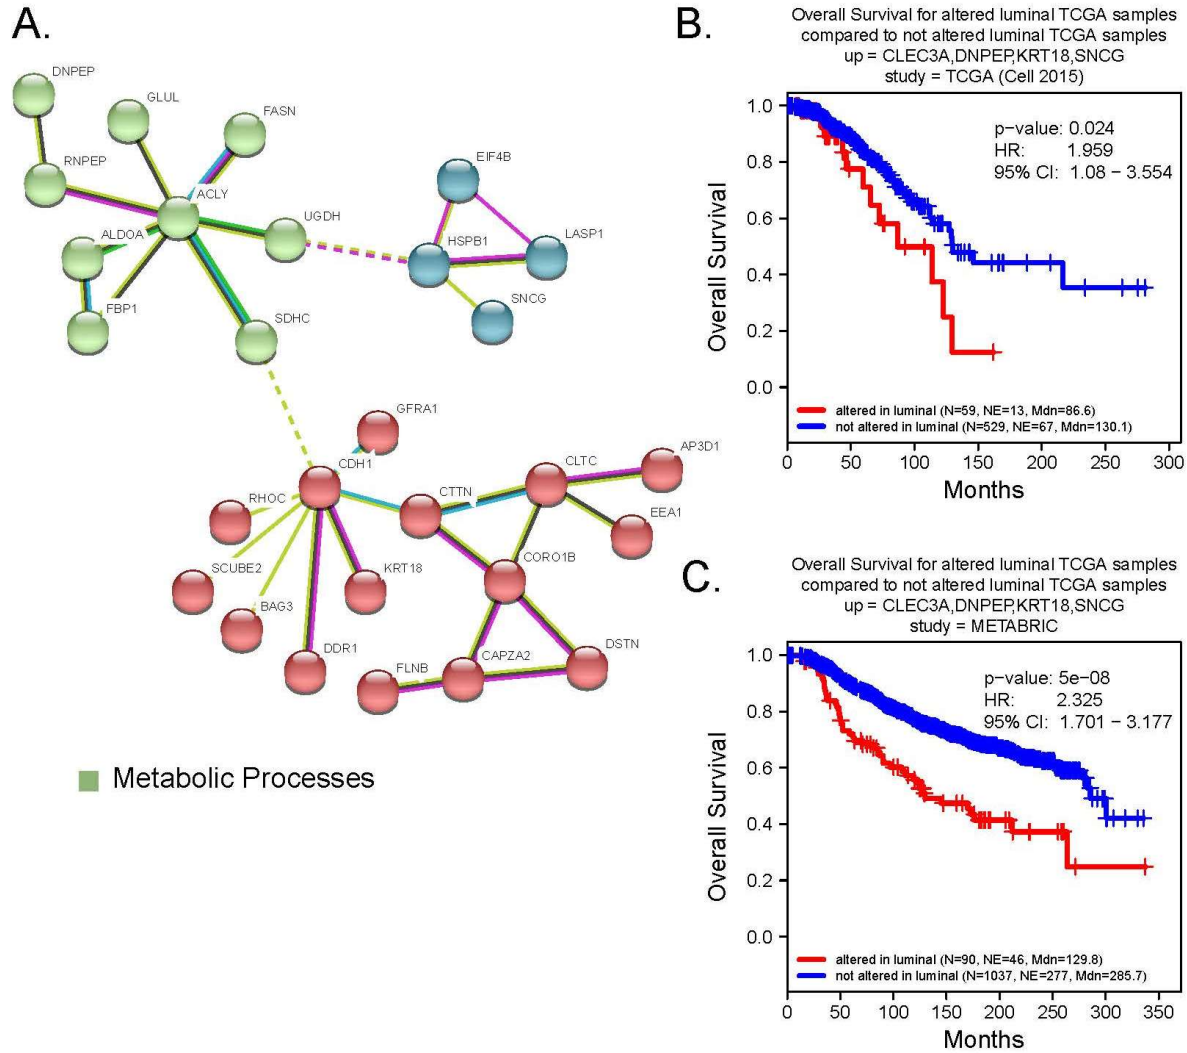 A.
DNPEP
GLUL
FASN
RNPEP
ACLY
EIF4B
UGDH
ALDOA
HSPB1
LASP1
FBP1
SNCG
SDHC
GFRA1
CDH1
CLTC
AP3D1
RHOC
CTTN
EEA1
SCUBE2
KRT18
CORO1B
BAG3
DDR1
FLNB
CAPZA2
DSTN
Metabolic Processes
B.
Overall Survival for altered luminal TCGA samples
compared to not altered luminal TCGA samples
up = CLEC3A,DNPEP,KRT18,SNCG
study = TCGA (Cell 2015)
p-value: 0.024
HR: 1.959
95% CI: 1.08 − 3.554
Overall Survival
1.0
0.8
0.6
0.4
0.2
0.0
altered in luminal (N=59, NE=13, Mdn=86.6)
not altered in luminal (N=529, NE=67, Mdn=130.1)
0 50 100 150 200 250 300
Months
C.
Overall Survival for altered luminal TCGA samples
compared to not altered luminal TCGA samples
up = CLEC3A,DNPEP,KRT18,SNCG
study = METABRIC
p-value: 5e−08
HR: 2.325
95% CI: 1.701 − 3.177
Overall Survival
1.0
0.8
0.6
0.4
0.2
0.0
altered in luminal (N=90, NE=46, Mdn=129.8)
not altered in luminal (N=1037, NE=277, Mdn=285.7)
0 50 100 150 200 250 300 350
Months